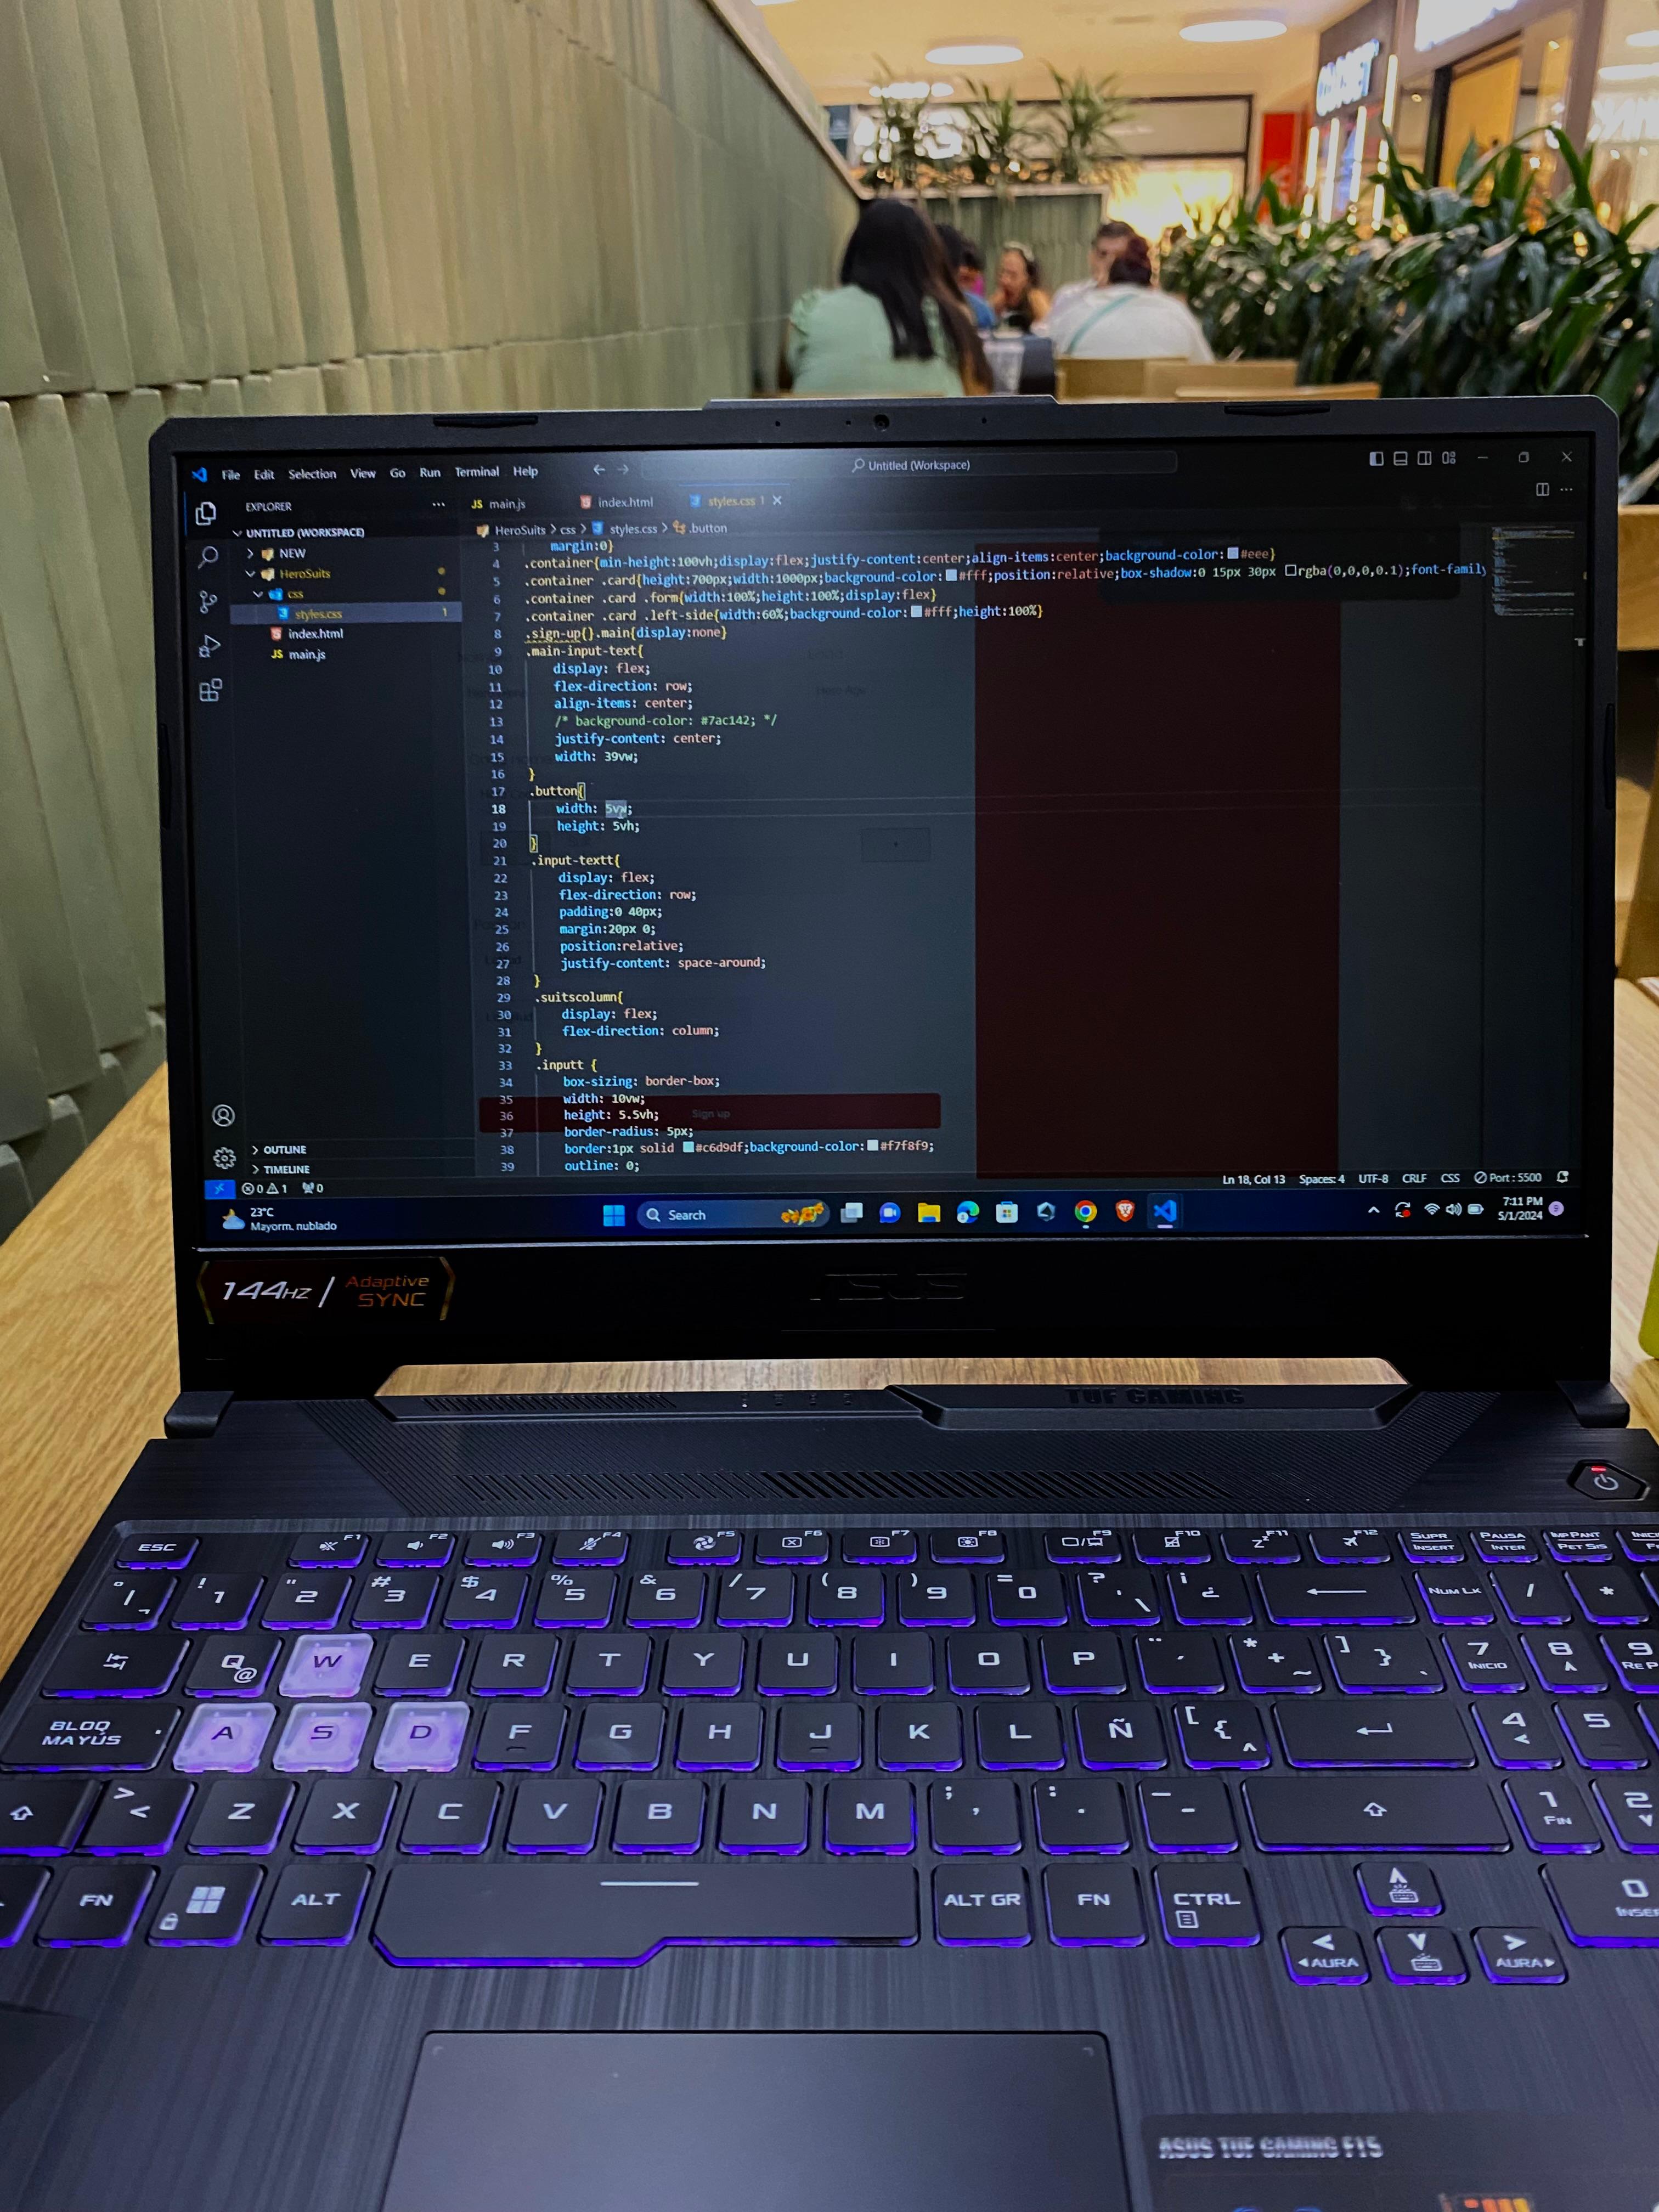 File Edit Selection View Go Run Terminal Help
Untitled (Workspace)
EXPLORER
JS main.js
index.html
styles.css 1
UNTITLED (WORKSPACE)
NEW
HeroSuits
css
styles.css 1
index.html
JS main.js
HeroSuits > css > styles.css > .button
3 margin:0}
4 .container{min-height:100vh;display:flex;justify-content:center;align-items:center;background-color:#eee}
5 .container .card{height:700px;width:1000px;background-color:#fff;position:relative;box-shadow:0 15px 30px rgba(0,0,0,0.1);font-family
6 .container .card .form{width:100%;height:100%;display:flex}
7 .container .card .left-side{width:60%;background-color:#fff;height:100%}
8 .sign-up{}.main{display:none}
9 .main-input-text{
10 display: flex;
11 flex-direction: row;
12 align-items: center;
13 /* background-color: #7ac142; */
14 justify-content: center;
15 width: 39vw;
16 }
17 .button{
18 width: 5vw;
19 height: 5vh;
20 }
21 .input-textt{
22 display: flex;
23 flex-direction: row;
24 padding:0 40px;
25 margin:20px 0;
26 position:relative;
27 justify-content: space-around;
28 }
29 .suitscolumn{
30 display: flex;
31 flex-direction: column;
32 }
33 .inputt {
34 box-sizing: border-box;
35 width: 10vw;
36 height: 5.5vh;
Sign up
37 border-radius: 5px;
38 border:1px solid #c6d9df;background-color:#f7f8f9;
39 outline: 0;
OUTLINE
TIMELINE
0 1 0
Ln 18, Col 13 Spaces: 4 UTF-8 CRLF CSS Port : 5500
23°C
Mayorm. nublado
Search
7:11 PM
5/1/2024
144HZ / Adaptive SYNC
ASUS
TUF GAMING
ESC F1 F2 F3 F4 F5 F6 F7 F8 F9 F10 F11 F12 SUPR INSERT PAUSA INTER IMP PANT PET SIS
° | ¬ ! 1 " 2 # 3 $ 4 % 5 & 6 / 7 ( 8 ) 9 = 0 ? ' \ ¡ ¿ NUM LK / *
Q @ W E R T Y U I O P ¨ ´ * + ~ ] } ` 7 INICIO 8 9 RE P
BLOQ MAYÚS A S D F G H J K L Ñ [ { ^ 4 5
> < Z X C V B N M ; , : . _ - 1 FIN 2
FN ALT ALT GR FN CTRL 0
AURA AURA
ASUS TUF GAMING F15